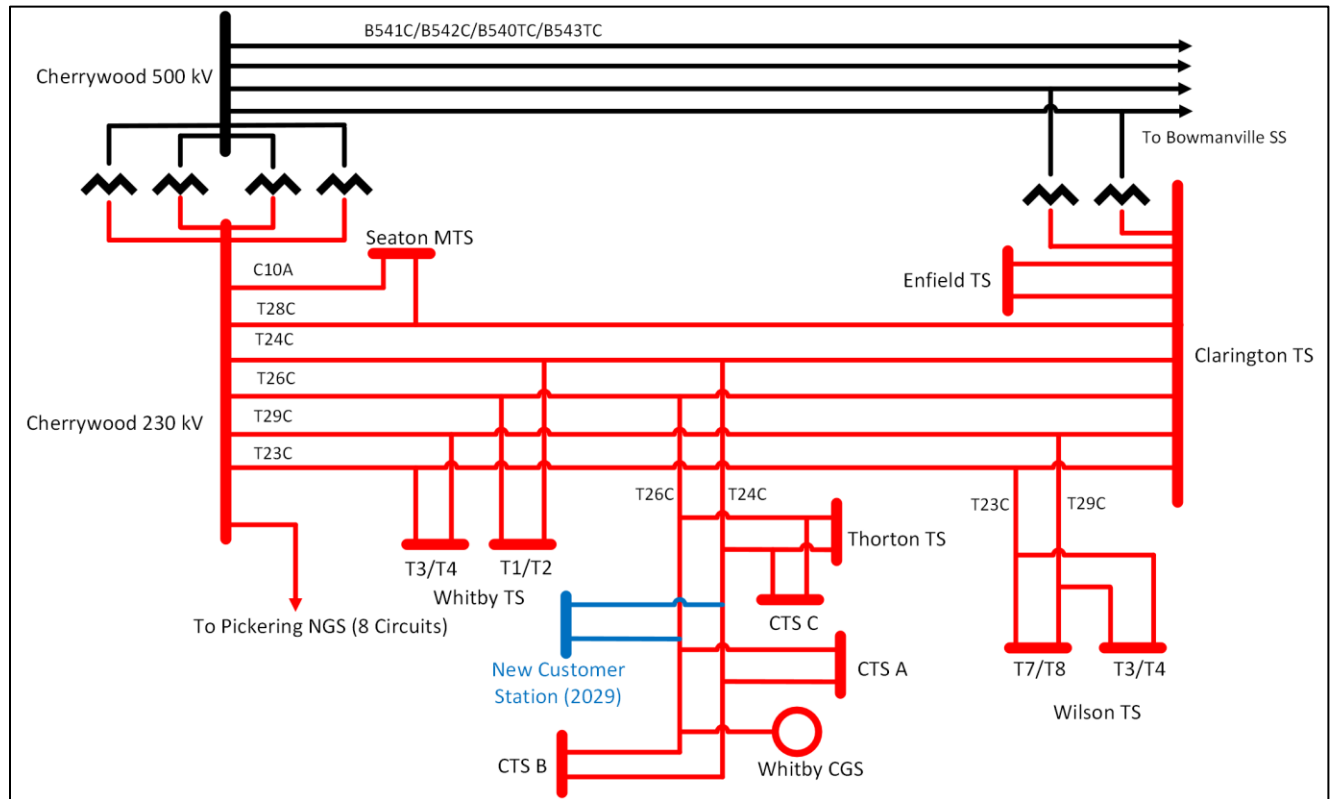 B541C/B542C/B540TC/B543TC
Cherrywood 500 kV
To Bowmanville SS
Seaton MTS
C10A
Enfield TS
T28C
T24C
Clarington TS
T26C
Cherrywood 230 kV
T29C
T23C
T26C
T24C
T23C
T29C
Thorton TS
T3/T4
T1/T2
Whitby TS
To Pickering NGS (8 Circuits)
CTS C
New Customer
Station (2029)
CTS A
T7/T8
T3/T4
Wilson TS
CTS B
Whitby CGS